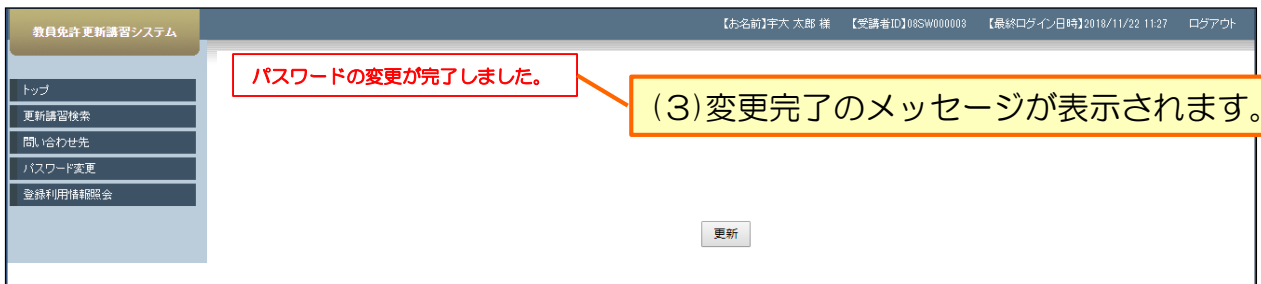 教員免許更新講習システム
【お名前】宇大 太郎 様 【受講者ID】08SW000003 【最終ログイン日時】2018/11/22 11:27 ログアウト
パスワードの変更が完了しました。
(3)変更完了のメッセージが表示されます。
トップ
更新講習検索
問い合わせ先
パスワード変更
登録利用情報照会
更新